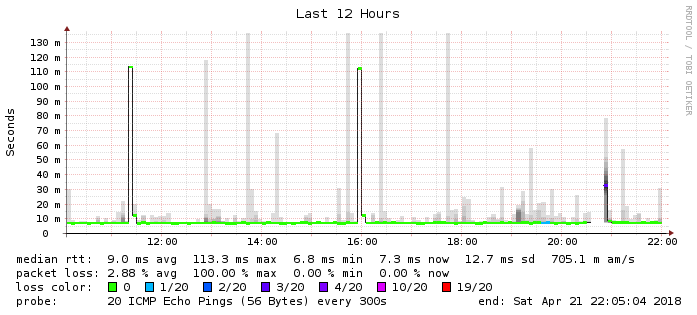 Last 12 Hours
RRDTOOL / TOBI OETIKER
Seconds
130 m
120 m
110 m
100 m
90 m
80 m
70 m
60 m
50 m
40 m
30 m
20 m
10 m
0
12:00 14:00 16:00 18:00 20:00 22:00
median rtt: 9.0 ms avg 113.3 ms max 6.8 ms min 7.3 ms now 12.7 ms sd 705.1 m am/s
packet loss: 2.88 % avg 100.00 % max 0.00 % min 0.00 % now
loss color: 0 1/20 2/20 3/20 4/20 10/20 19/20
probe: 20 ICMP Echo Pings (56 Bytes) every 300s end: Sat Apr 21 22:05:04 2018